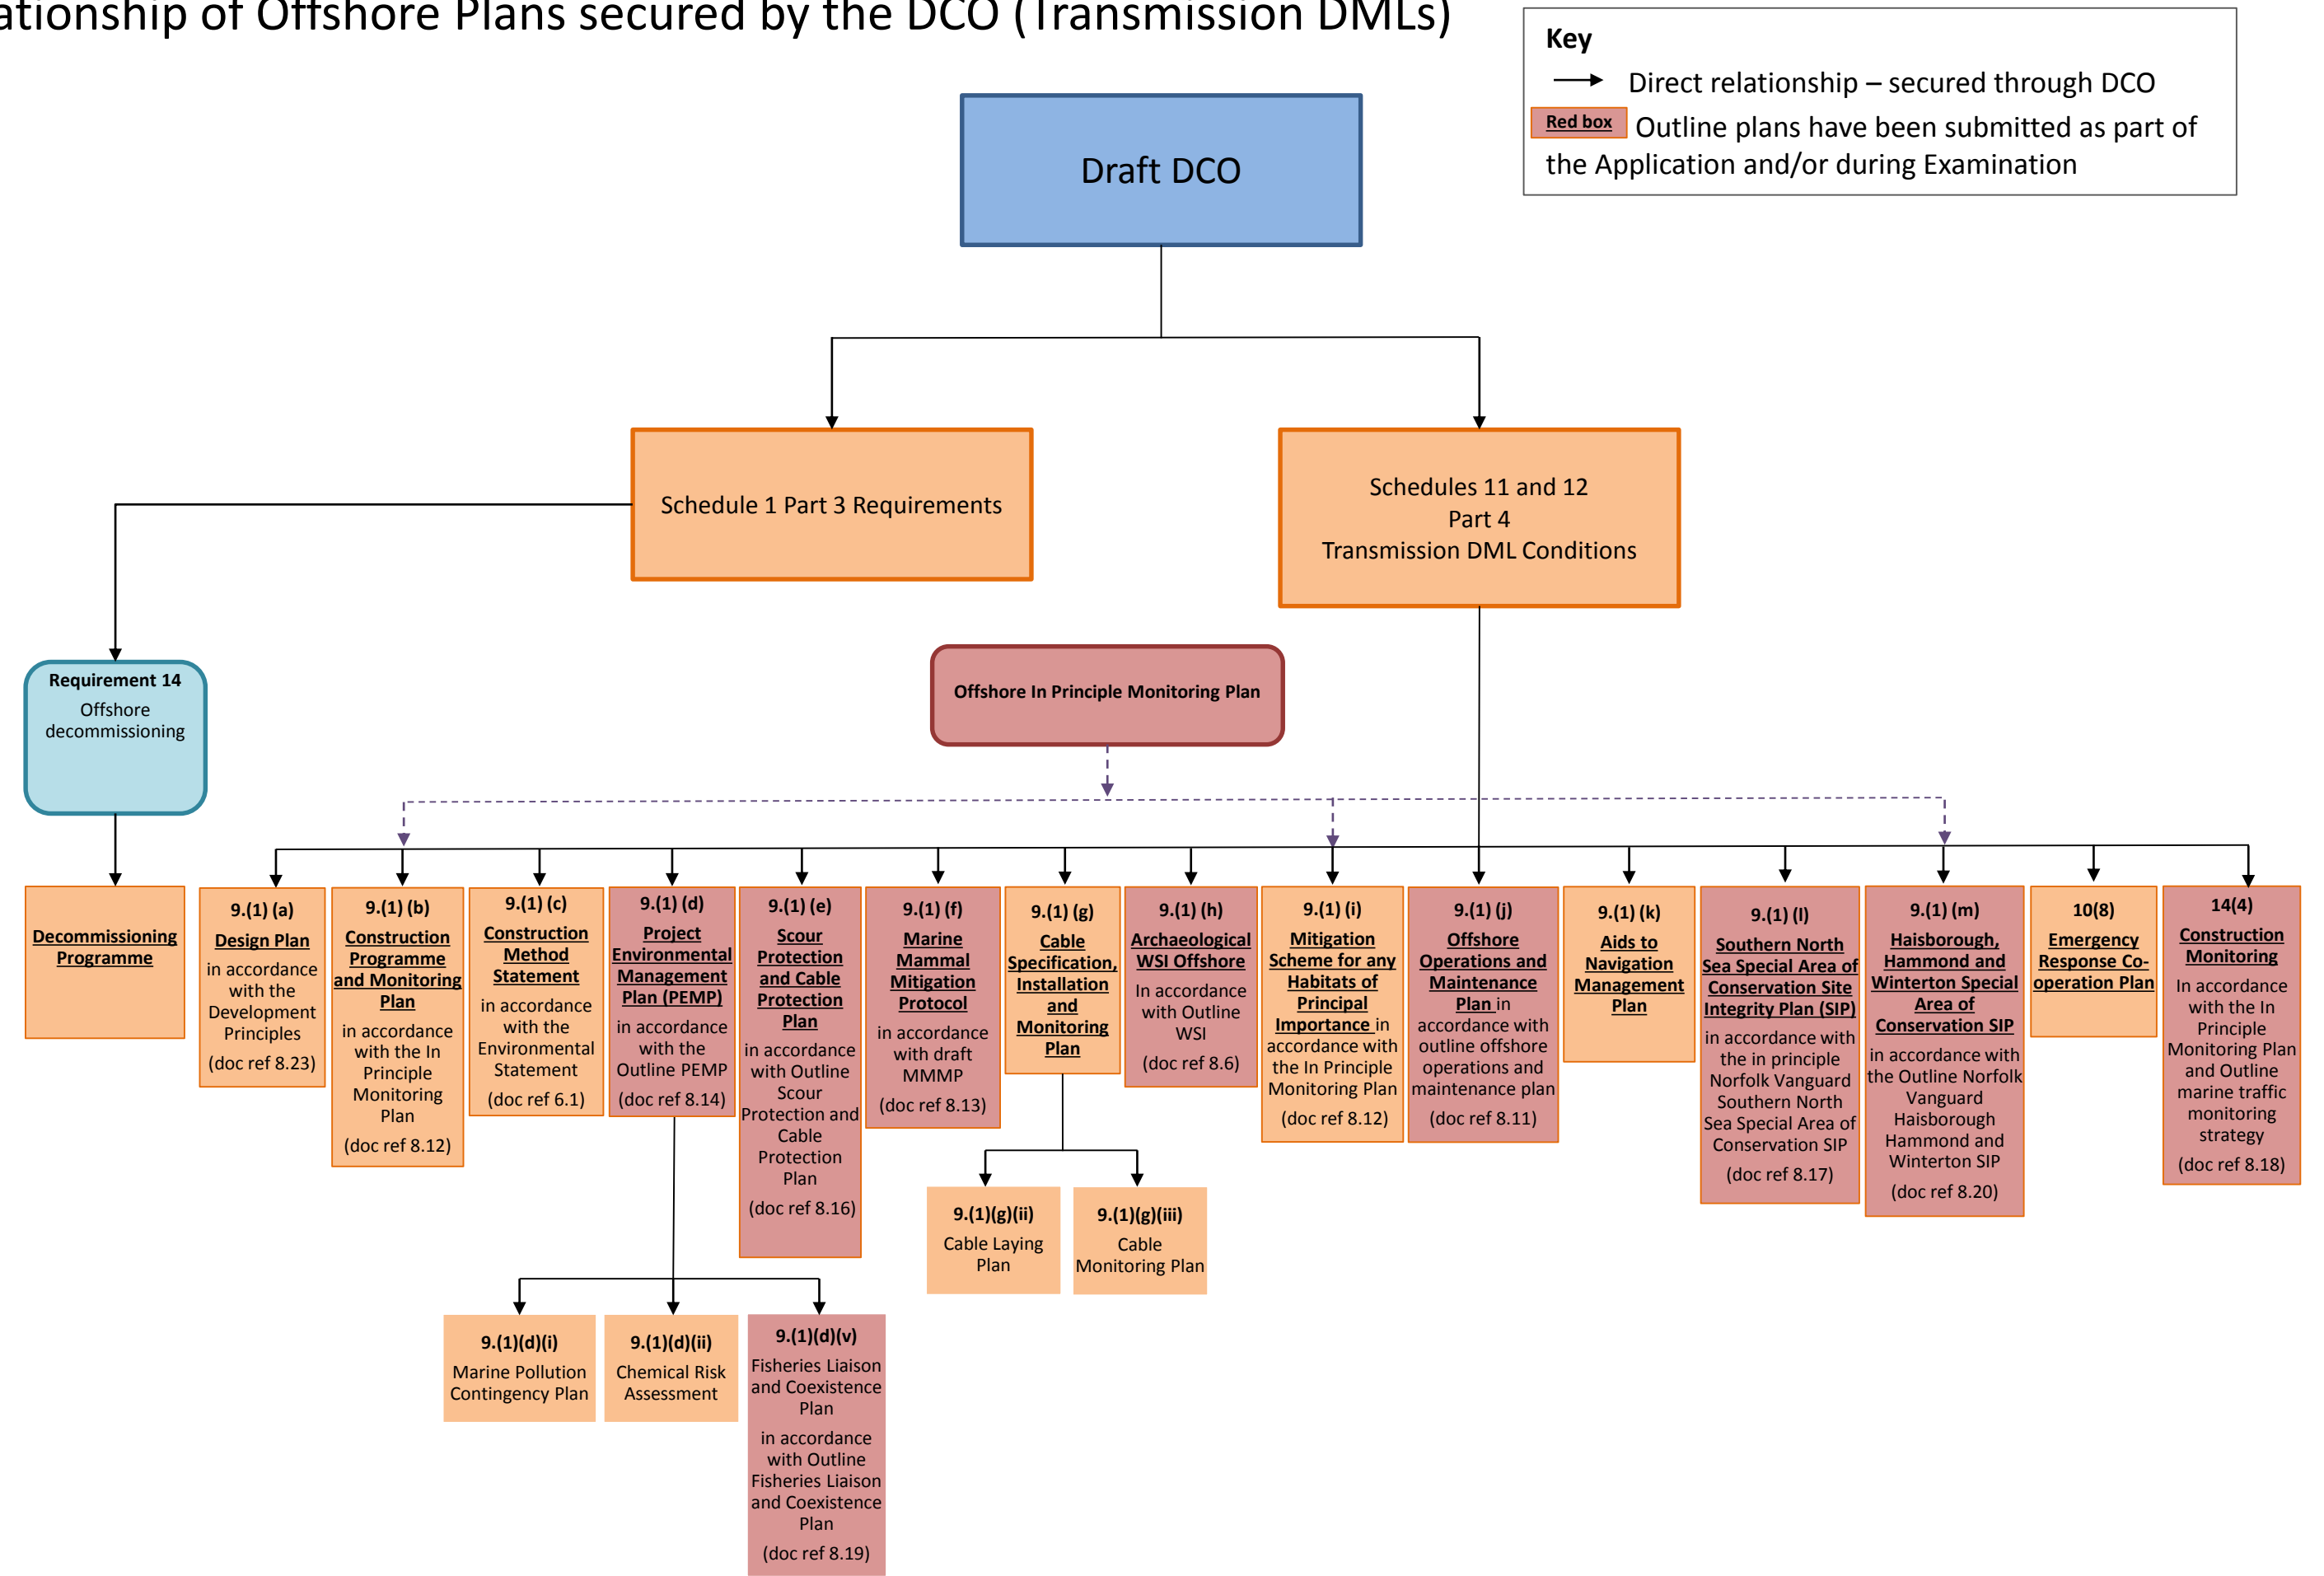 ationship of Offshore Plans secured by the DCO (Transmission DMLs)
Key
Direct relationship – secured through DCO
Red box Outline plans have been submitted as part of
the Application and/or during Examination
Draft DCO
Schedule 1 Part 3 Requirements
Schedules 11 and 12
Part 4
Transmission DML Conditions
Requirement 14
Offshore
decommissioning
Offshore In Principle Monitoring Plan
Decommissioning
Programme
9.(1) (a)
Design Plan
in accordance
with the
Development
Principles
(doc ref 8.23)
9.(1) (b)
Construction
Programme
and Monitoring
Plan
in accordance
with the In
Principle
Monitoring
Plan
(doc ref 8.12)
9.(1) (c)
Construction
Method
Statement
in accordance
with the
Environmental
Statement
(doc ref 6.1)
9.(1) (d)
Project
Environmental
Management
Plan (PEMP)
in accordance
with the
Outline PEMP
(doc ref 8.14)
9.(1) (e)
Scour
Protection
and Cable
Protection
Plan
in accordance
with Outline
Scour
Protection and
Cable
Protection
Plan
(doc ref 8.16)
9.(1) (f)
Marine
Mammal
Mitigation
Protocol
in accordance
with draft
MMMP
(doc ref 8.13)
9.(1) (g)
Cable
Specification,
Installation
and
Monitoring
Plan
9.(1) (h)
Archaeological
WSI Offshore
In accordance
with Outline
WSI
(doc ref 8.6)
9.(1) (i)
Mitigation
Scheme for any
Habitats of
Principal
Importance in
accordance with
the In Principle
Monitoring Plan
(doc ref 8.12)
9.(1) (j)
Offshore
Operations and
Maintenance
Plan in
accordance with
outline offshore
operations and
maintenance plan
(doc ref 8.11)
9.(1) (k)
Aids to
Navigation
Management
Plan
9.(1) (l)
Southern North
Sea Special Area of
Conservation Site
Integrity Plan (SIP)
in accordance with
the in principle
Norfolk Vanguard
Southern North
Sea Special Area of
Conservation SIP
(doc ref 8.17)
9.(1) (m)
Haisborough,
Hammond and
Winterton Special
Area of
Conservation SIP
in accordance with
the Outline Norfolk
Vanguard
Haisborough
Hammond and
Winterton SIP
(doc ref 8.20)
10(8)
Emergency
Response Co-
operation Plan
14(4)
Construction
Monitoring
In accordance
with the In
Principle
Monitoring Plan
and Outline
marine traffic
monitoring
strategy
(doc ref 8.18)
9.(1)(g)(ii)
Cable Laying
Plan
9.(1)(g)(iii)
Cable
Monitoring Plan
9.(1)(d)(i)
Marine Pollution
Contingency Plan
9.(1)(d)(ii)
Chemical Risk
Assessment
9.(1)(d)(v)
Fisheries Liaison
and Coexistence
Plan
in accordance
with Outline
Fisheries Liaison
and Coexistence
Plan
(doc ref 8.19)